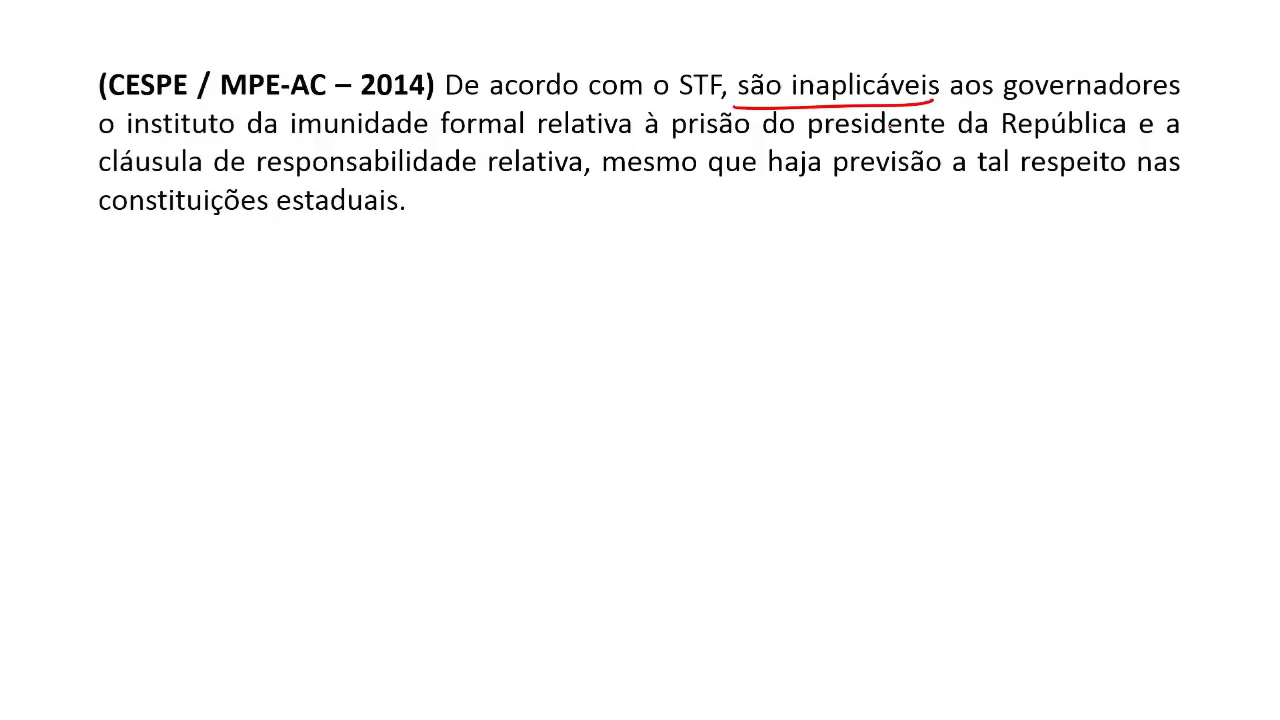 (CESPE / MPE-AC – 2014) De acordo com o STF, são inaplicáveis aos governadores
o instituto da imunidade formal relativa à prisão do presidente da República e a
cláusula de responsabilidade relativa, mesmo que haja previsão a tal respeito nas
constituições estaduais.